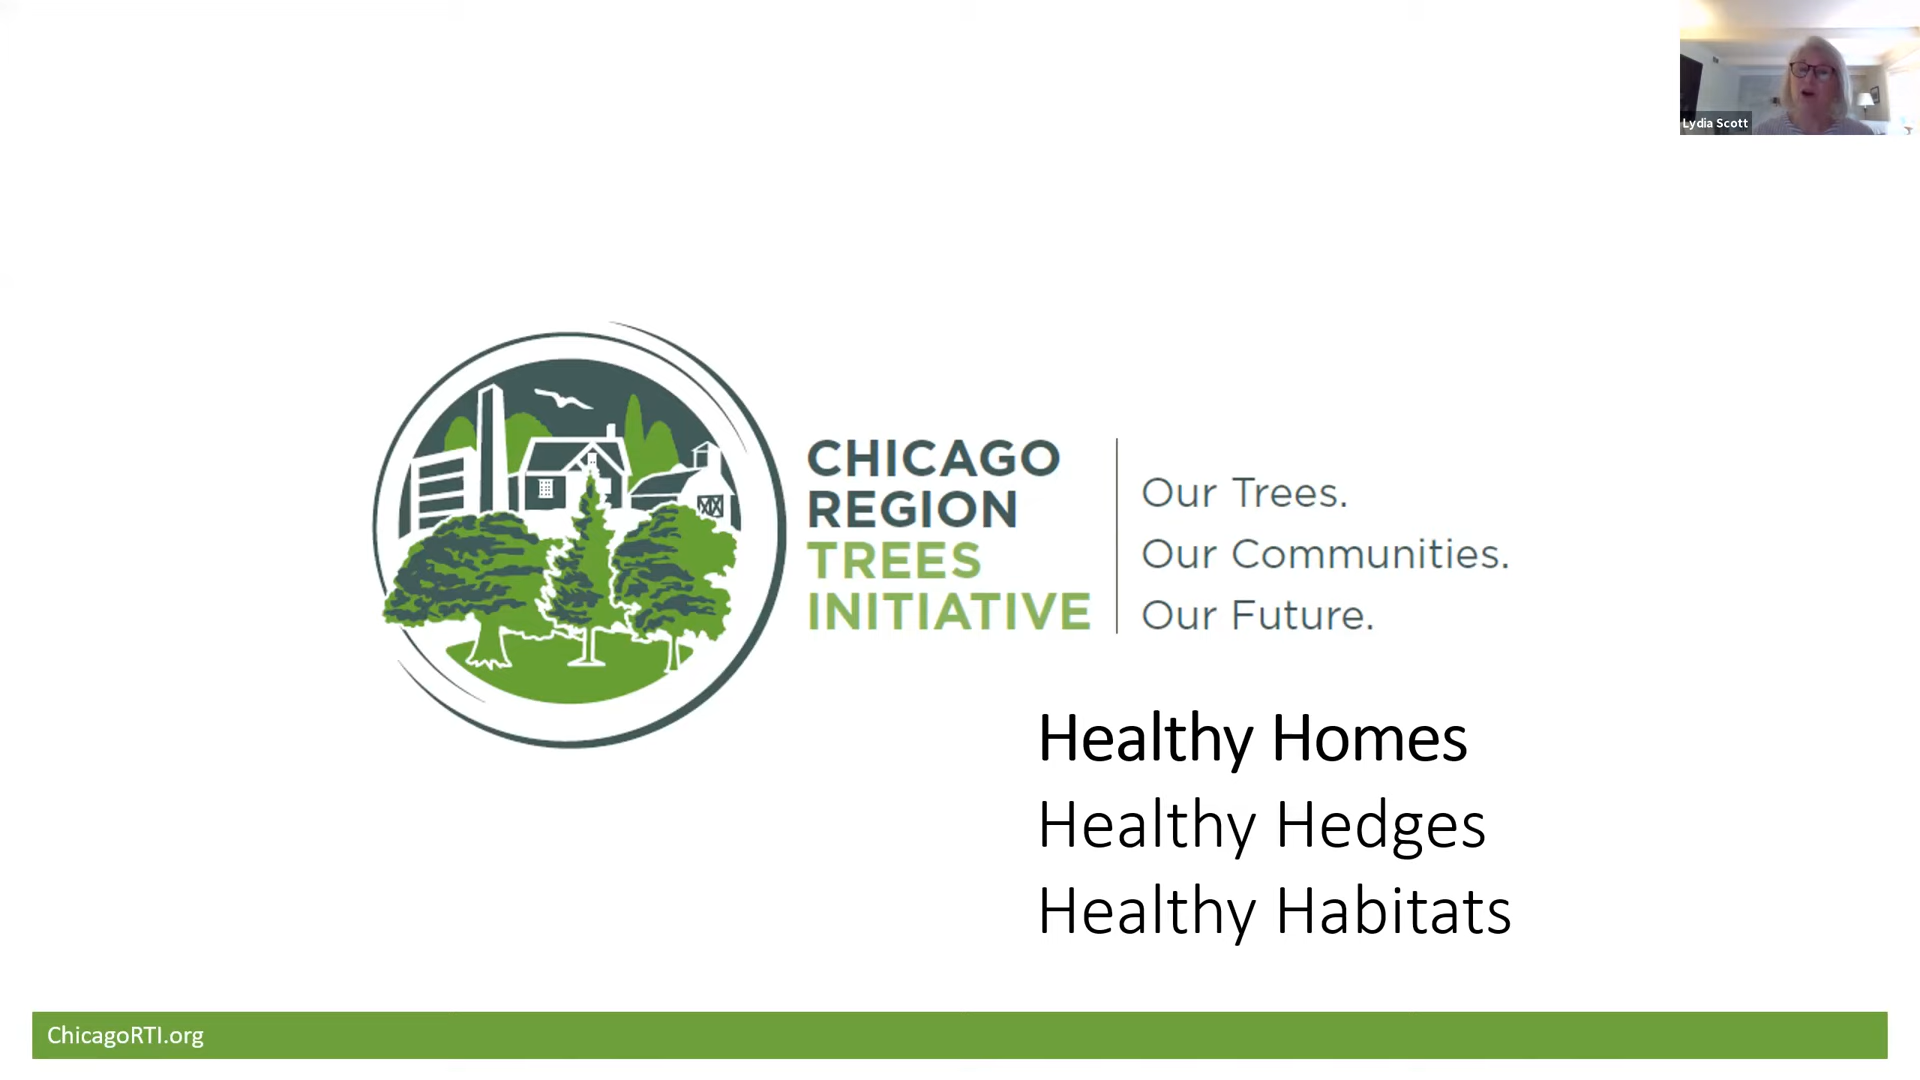 Lydia Scott
CHICAGO
REGION
TREES
INITIATIVE
Our Trees.
Our Communities.
Our Future.
Healthy Homes
Healthy Hedges
Healthy Habitats
ChicagoRTI.org